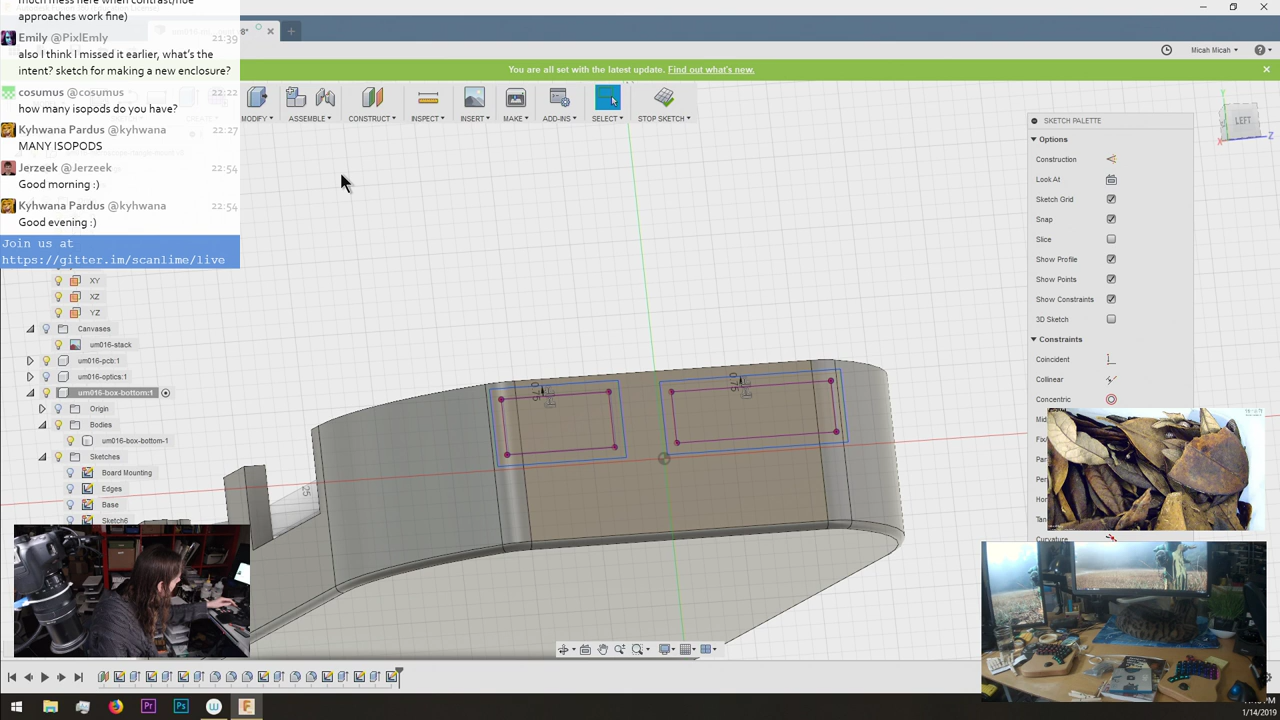 much mess here when contrast/hue
approaches work fine)
Emily @PixlEmly 21:39
also I think I missed it earlier, what's the
intent? sketch for making a new enclosure?
cosumus @cosumus 22:22
how many isopods do you have?
Kyhwana Pardus @kyhwana 22:27
MANY ISOPODS
Jerzeek @Jerzeek 22:54
Good morning :)
Kyhwana Pardus @kyhwana 22:54
Good evening :)
Join us at
https://gitter.im/scanlime/live
Micah Micah
You are all set with the latest update. Find out what's new.
MODIFY
ASSEMBLE
CONSTRUCT
INSPECT
INSERT
MAKE
ADD-INS
SELECT
STOP SKETCH
LEFT
Y
X
Z
SKETCH PALETTE
Options
Construction
Look At
Sketch Grid
Snap
Slice
Show Profile
Show Points
Show Constraints
3D Sketch
Constraints
Coincident
Collinear
Concentric
Curvature
XY
XZ
YZ
Canvases
um016-stack
um016-pcb:1
um016-optics:1
um016-box-bottom:1
Origin
Bodies
um016-box-bottom-1
Sketches
Board Mounting
Edges
Base
Sketch6
0.75
0.75
25
1/14/2019